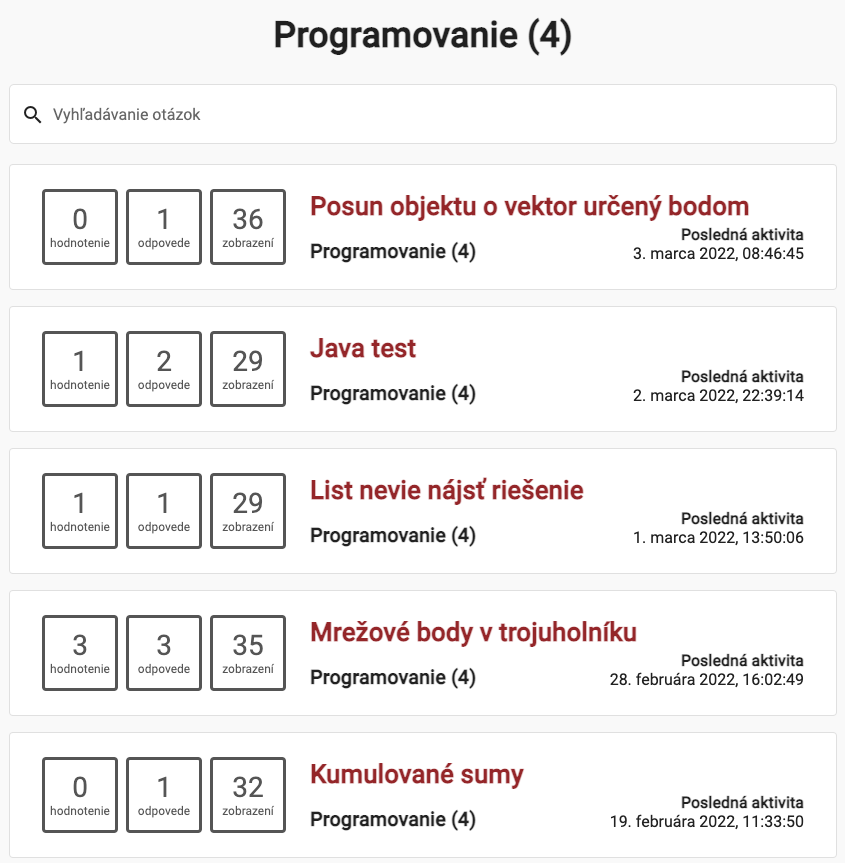 Programovanie (4)
Vyhľadávanie otázok
0 1 36 Posun objektu o vektor určený bodom
hodnotenie odpovede zobrazení Programovanie (4)
Posledná aktivita
3. marca 2022, 08:46:45
1 2 29 Java test
hodnotenie odpovede zobrazení Programovanie (4)
Posledná aktivita
2. marca 2022, 22:39:14
1 1 29 List nevie nájsť riešenie
hodnotenie odpovede zobrazení Programovanie (4)
Posledná aktivita
1. marca 2022, 13:50:06
3 3 35 Mrežové body v trojuholníku
hodnotenie odpovede zobrazení Programovanie (4)
Posledná aktivita
28. februára 2022, 16:02:49
0 1 32 Kumulované sumy
hodnotenie odpovede zobrazení Programovanie (4)
Posledná aktivita
19. februára 2022, 11:33:50